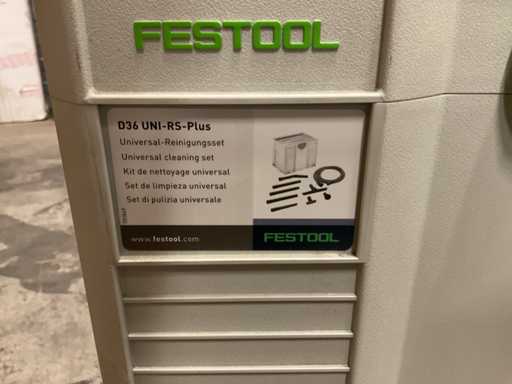 FESTOOL
D36 UNI-RS-Plus
Universal-Reinigungsset
Universal cleaning set
Kit de nettoyage universal
Set de limpieza universal
Set di pulizia universale
www.festool.com
FESTOOL